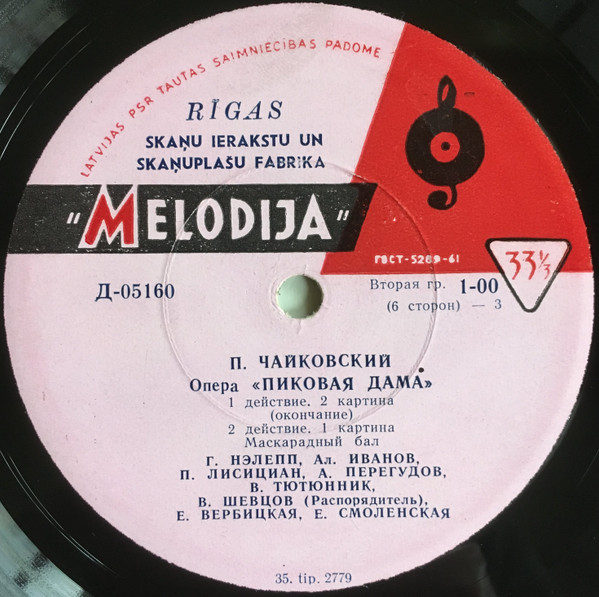 LATVIJAS PSR TAUTAS SAIMNIECĪBAS PADOME
RĪGAS
SKAŅU IERAKSTU UN
SKAŅUPLAŠU FABRIKA
"MELODIJA"
ГОСТ-5289-61
33⅓
Д-05160
Вторая гр. 1-00
(6 сторон) — 3
П. ЧАЙКОВСКИЙ
Опера «ПИКОВАЯ ДАМА»
1 действие, 2 картина
(окончание)
2 действие, 1 картина
Маскарадный бал
Г. НЭЛЕПП, Ал. ИВАНОВ,
П. ЛИСИЦИАН, А. ПЕРЕГУДОВ,
В. ТЮТЮННИК,
В. ШЕВЦОВ (Распорядитель),
Е. ВЕРБИЦКАЯ, Е. СМОЛЕНСКАЯ
35. tip. 2779